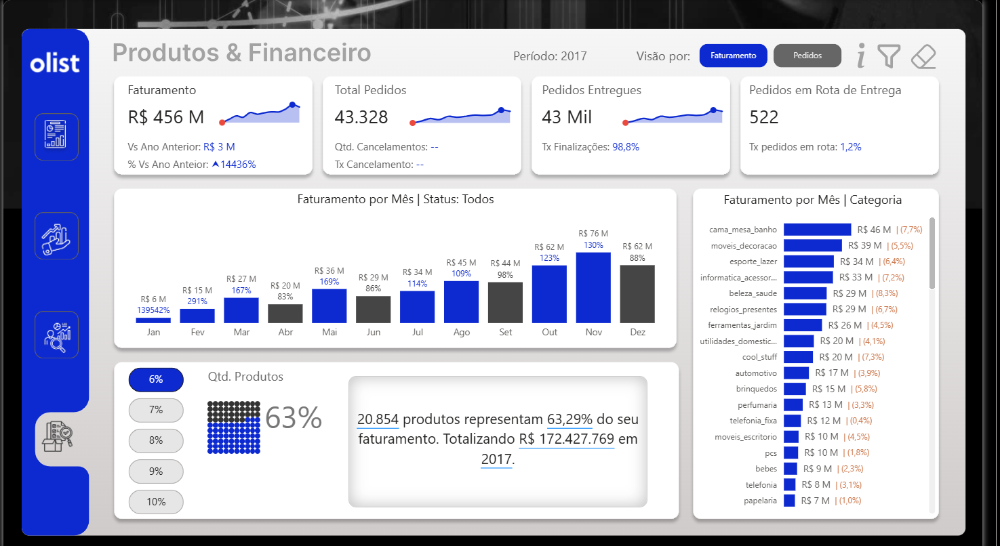 olist
Produtos & Financeiro
Período: 2017
Visão por:
Faturamento
Pedidos
i
Faturamento
R$ 456 M
Vs Ano Anterior: R$ 3 M
% Vs Ano Anteior: 14436%
Total Pedidos
43.328
Qtd. Cancelamentos: --
Tx Cancelamento: --
Pedidos Entregues
43 Mil
Tx Finalizações: 98,8%
Pedidos em Rota de Entrega
522
Tx pedidos em rota: 1,2%
Faturamento por Mês | Status: Todos
R$ 6 M
139542%
Jan
R$ 15 M
291%
Fev
R$ 27 M
167%
Mar
R$ 20 M
83%
Abr
R$ 36 M
169%
Mai
R$ 29 M
86%
Jun
R$ 34 M
114%
Jul
R$ 45 M
109%
Ago
R$ 44 M
98%
Set
R$ 62 M
123%
Out
R$ 76 M
130%
Nov
R$ 62 M
88%
Dez
Faturamento por Mês | Categoria
cama_mesa_banho R$ 46 M | (7,7%)
moveis_decoracao R$ 39 M | (5,5%)
esporte_lazer R$ 34 M | (6,4%)
informatica_acessor... R$ 33 M | (7,2%)
beleza_saude R$ 29 M | (8,3%)
relogios_presentes R$ 29 M | (6,7%)
ferramentas_jardim R$ 26 M | (4,5%)
utilidades_domestic... R$ 20 M | (4,1%)
cool_stuff R$ 20 M | (7,3%)
automotivo R$ 17 M | (3,9%)
brinquedos R$ 15 M | (5,8%)
perfumaria R$ 13 M | (3,3%)
telefonia_fixa R$ 12 M | (0,4%)
moveis_escritorio R$ 10 M | (4,5%)
pcs R$ 10 M | (1,8%)
bebes R$ 9 M | (2,3%)
telefonia R$ 8 M | (3,1%)
papelaria R$ 7 M | (1,0%)
6%
7%
8%
9%
10%
Qtd. Produtos
63%
20.854 produtos representam 63,29% do seu
faturamento. Totalizando R$ 172.427.769 em
2017.